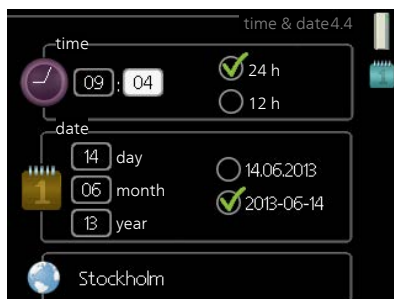 time & date 4.4
time
09 : 04
24 h
12 h
date
14 day
06 month
13 year
14.06.2013
2013-06-14
1
Stockholm